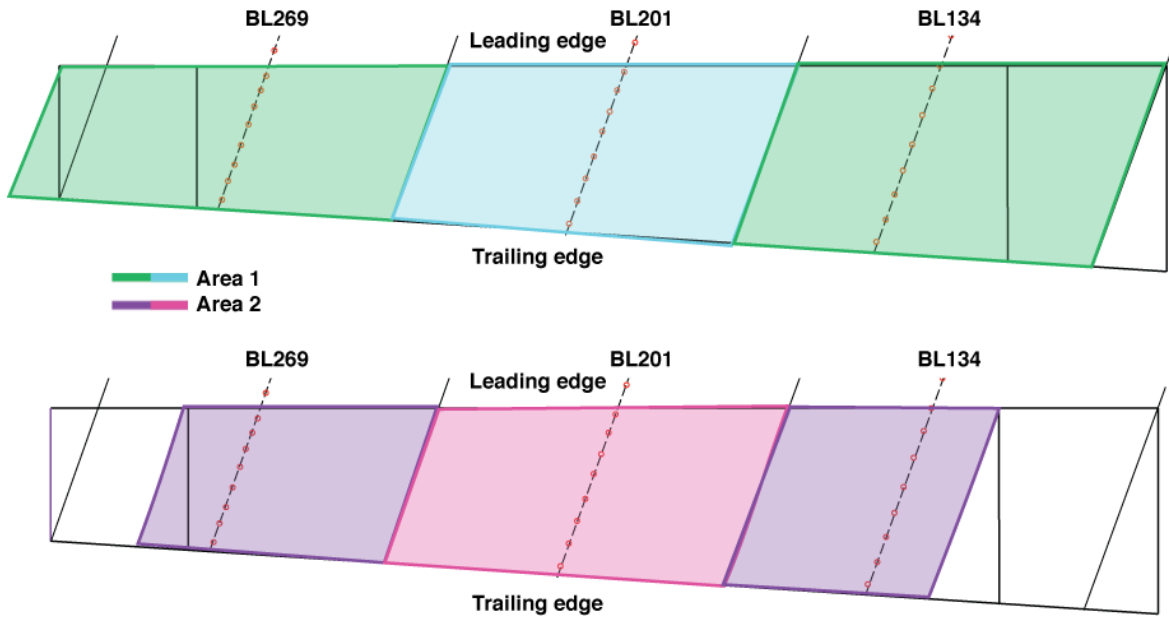 BL269
BL201
BL134
Leading edge
Trailing edge
Area 1
Area 2
BL269
BL201
BL134
Leading edge
Trailing edge